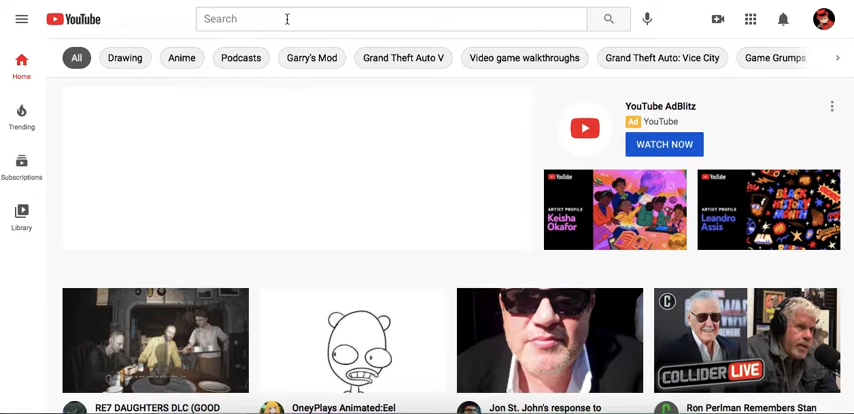 YouTube
Search
All
Drawing
Anime
Podcasts
Garry's Mod
Grand Theft Auto V
Video game walkthroughs
Grand Theft Auto: Vice City
Game Grumps
Home
Trending
Subscriptions
Library
YouTube AdBlitz
Ad YouTube
WATCH NOW
YouTube
ARTIST PROFILE
Keisha
Okafor
YouTube
ARTIST PROFILE
Leandro
Assis
BLACK
HISTORY
MONTH
C
COLLIDER LIVE
RE7 DAUGHTERS DLC (GOOD
OneyPlays Animated:Eel
Jon St. John's response to
Ron Perlman Remembers Stan